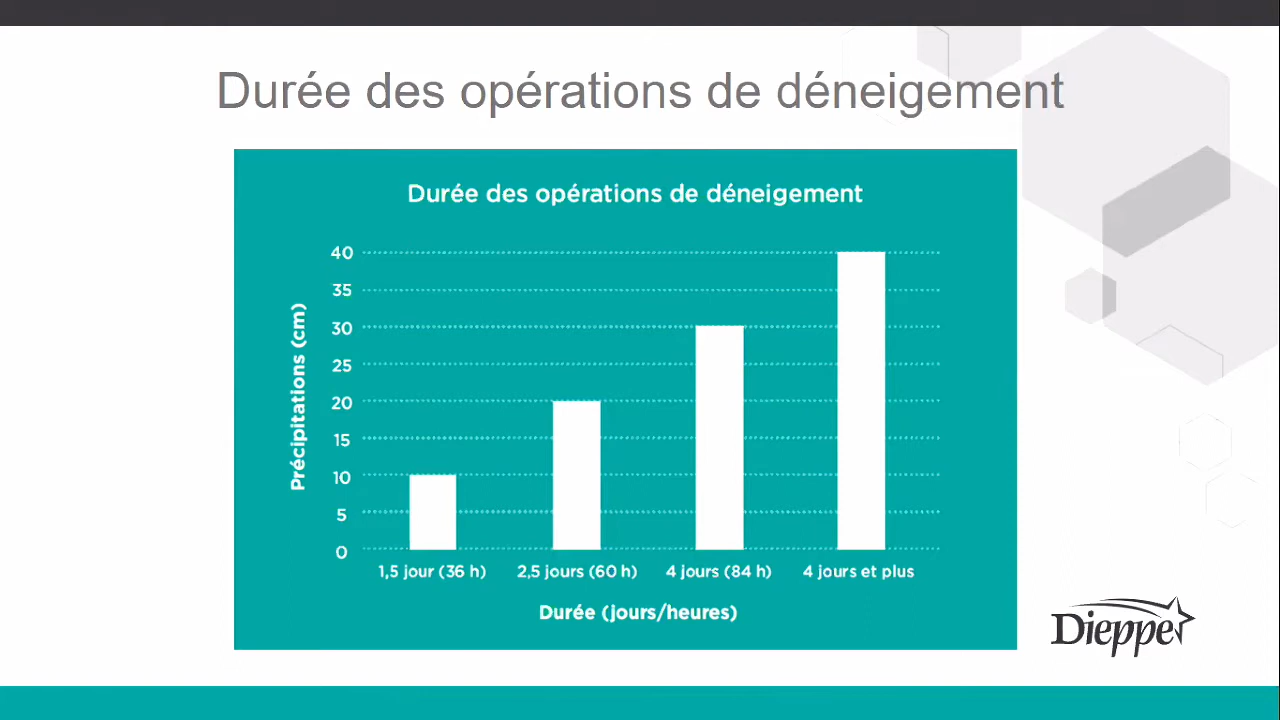 Durée des opérations de déneigement
Durée des opérations de déneigement
Précipitations (cm)
40
35
30
25
20
15
10
5
0
1,5 jour (36 h) 2,5 jours (60 h) 4 jours (84 h) 4 jours et plus
Durée (jours/heures)
Dieppe